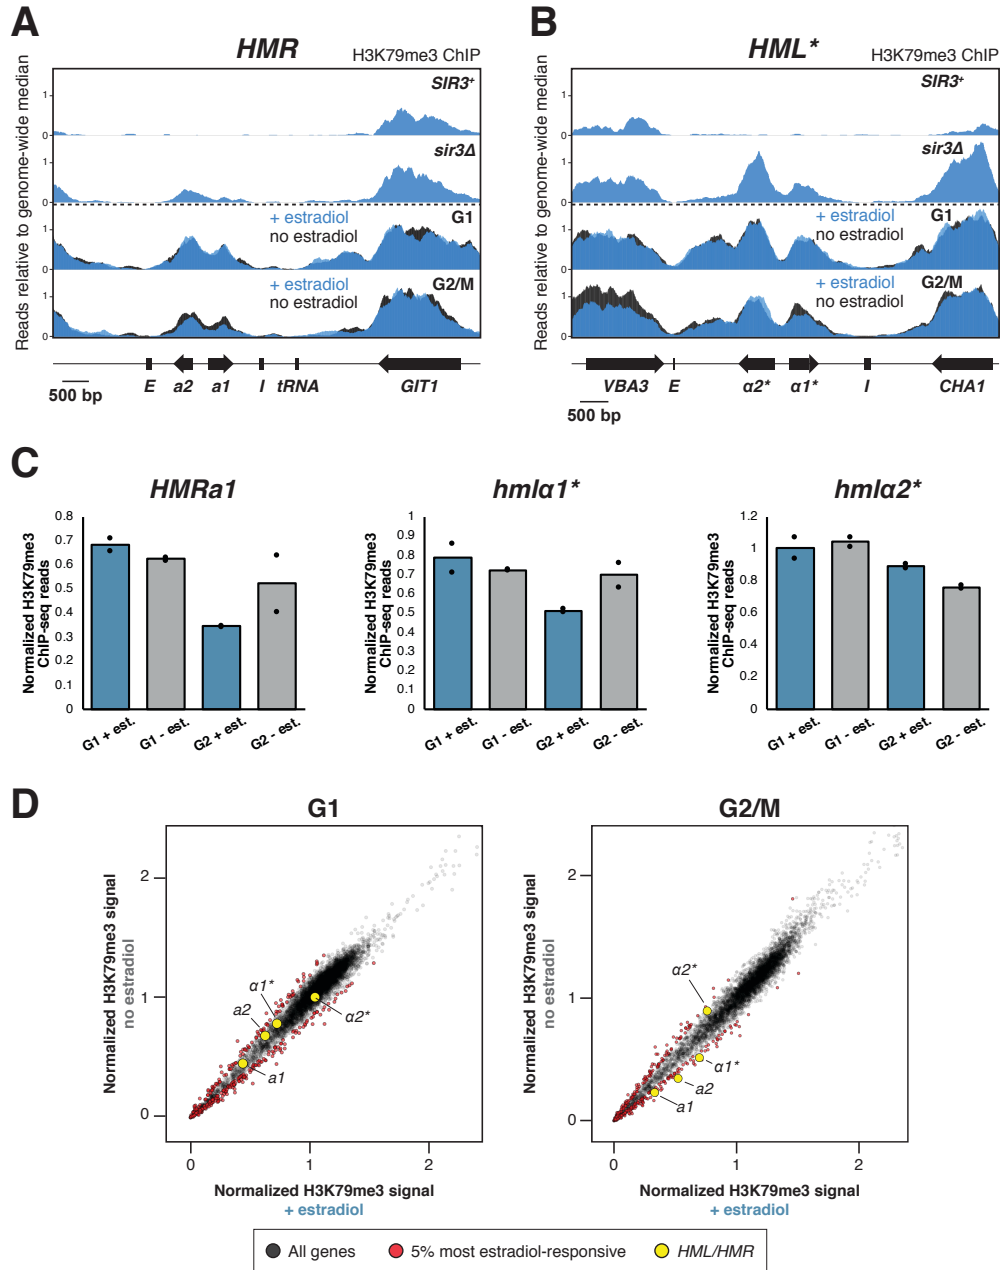 A
HMR
H3K79me3 ChIP
Reads relative to genome-wide median
1
0
SIR3+
1
0
sir3Δ
1
0
+ estradiol
no estradiol
G1
1
0
+ estradiol
no estradiol
G2/M
E a2 a1 I tRNA GIT1
500 bp
B
HML*
H3K79me3 ChIP
Reads relative to genome-wide median
1
0
SIR3+
1
0
sir3Δ
1
0
+ estradiol
no estradiol
G1
1
0
+ estradiol
no estradiol
G2/M
VBA3 E α2* α1* I CHA1
500 bp
C
HMRa1
Normalized H3K79me3
ChIP-seq reads
0.8
0.7
0.6
0.5
0.4
0.3
0.2
0.1
0
G1 + est. G1 - est. G2 + est. G2 - est.
hmlα1*
Normalized H3K79me3
ChIP-seq reads
1
0.9
0.8
0.7
0.6
0.5
0.4
0.3
0.2
0.1
0
G1 + est. G1 - est. G2 + est. G2 - est.
hmlα2*
Normalized H3K79me3
ChIP-seq reads
1.2
1
0.8
0.6
0.4
0.2
0
G1 + est. G1 - est. G2 + est. G2 - est.
D
G1
Normalized H3K79me3 signal
no estradiol
2
1
0
α1*
a2
α2*
a1
0 1 2
Normalized H3K79me3 signal
+ estradiol
G2/M
Normalized H3K79me3 signal
no estradiol
2
1
0
α2*
α1*
a2
a1
0 1 2
Normalized H3K79me3 signal
+ estradiol
All genes 5% most estradiol-responsive HML/HMR